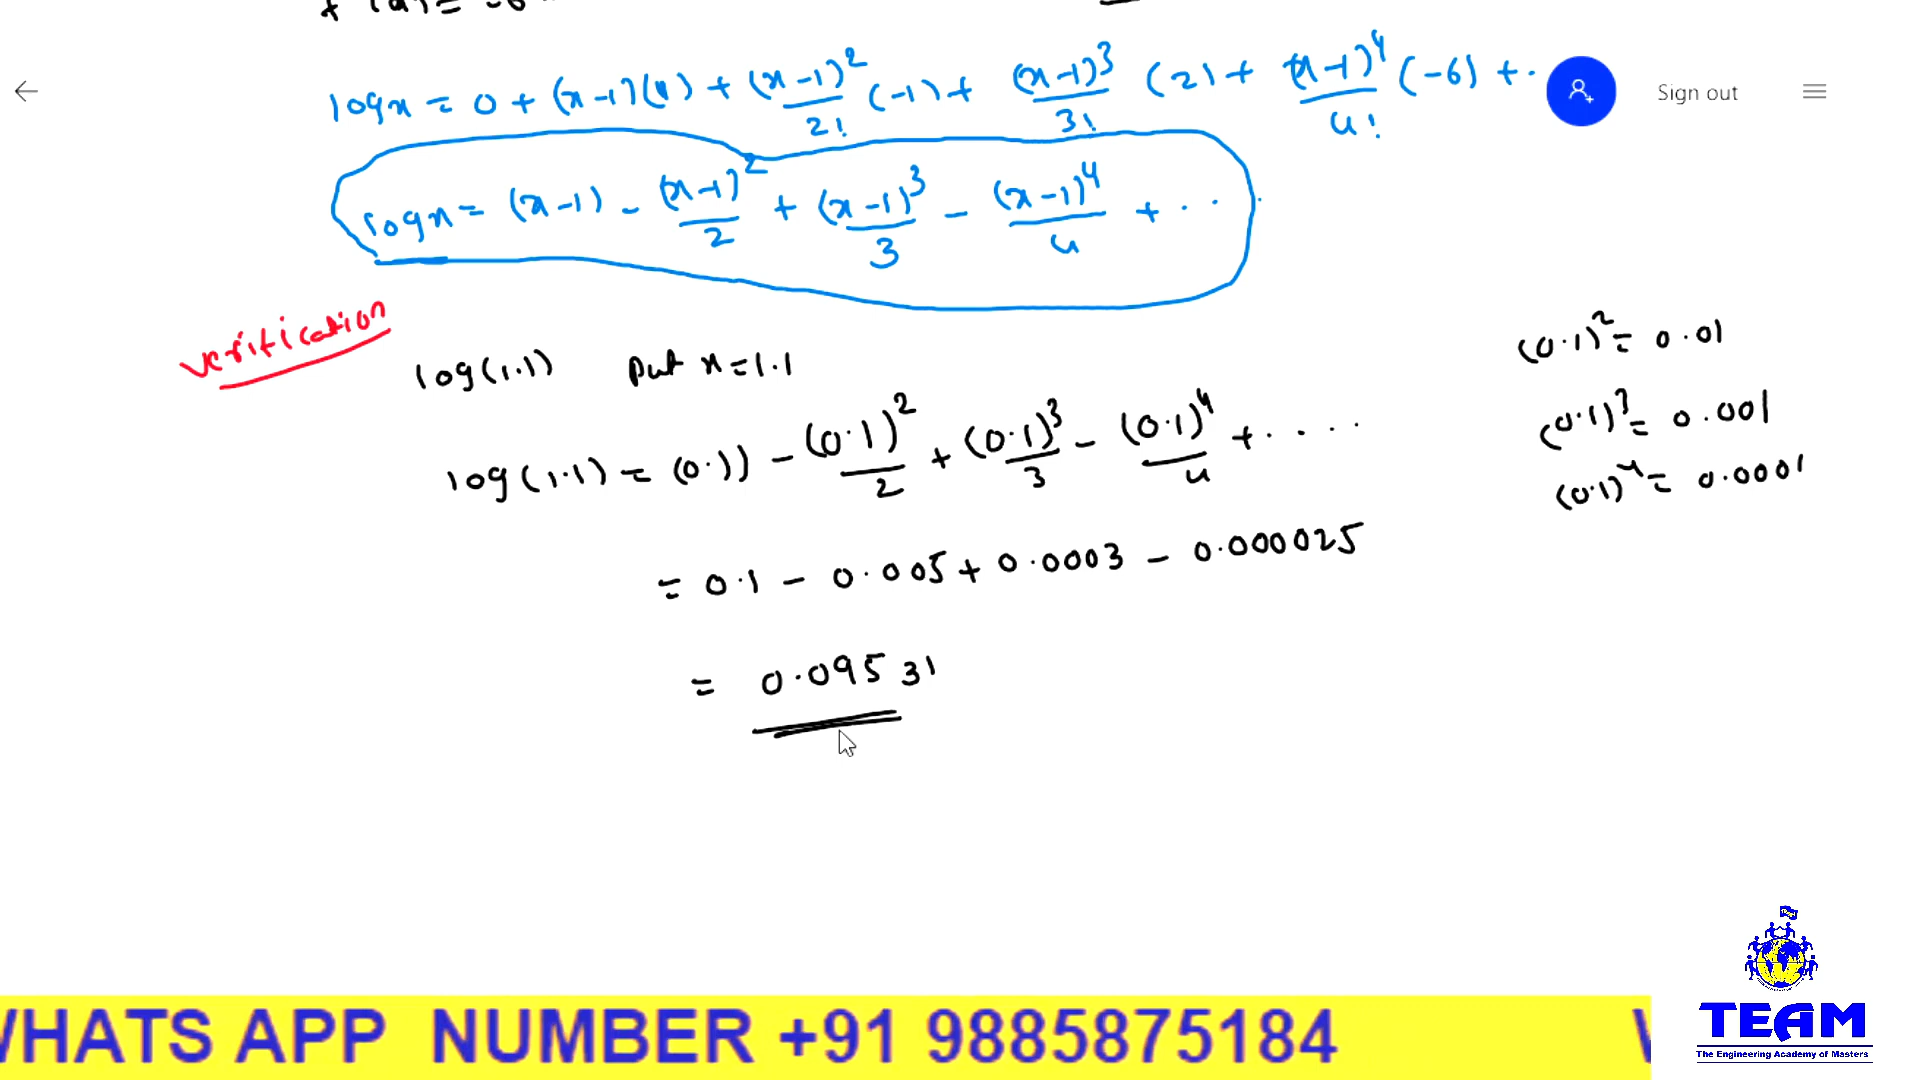 log x = 0 + (x-1)(1) + (x-1)^2/2! (-1) + (x-1)^3/3! (2) + (x-1)^4/4! (-6) + ..
Sign out
log x = (x-1) - (x-1)^2/2 + (x-1)^3/3 - (x-1)^4/4 + ...
Verification
log(1.1) put x = 1.1
(0.1)^2 = 0.01
(0.1)^3 = 0.001
(0.1)^4 = 0.0001
log(1.1) = (0.1) - (0.1)^2/2 + (0.1)^3/3 - (0.1)^4/4 + .....
= 0.1 - 0.005 + 0.0003 - 0.000025
= 0.09531
WHATS APP NUMBER +91 9885875184
TEAM
The Engineering Academy of Masters